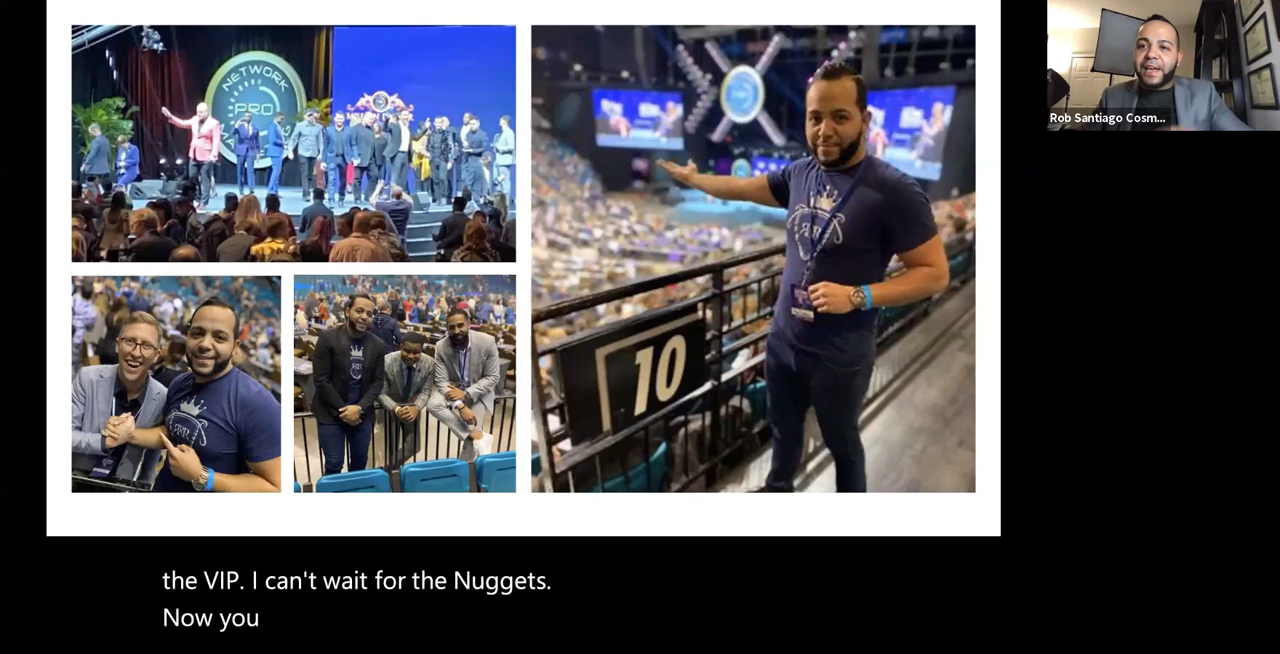 NETWORK
PRO
10
Rob Santiago Cosm...
the VIP. I can't wait for the Nuggets.
Now you